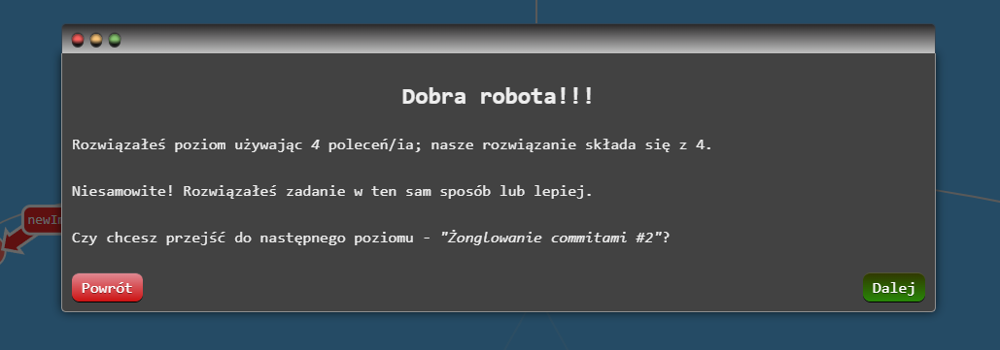 Dobra robota!!!
Rozwiązałeś poziom używając 4 poleceń/ia; nasze rozwiązanie składa się z 4.
Niesamowite! Rozwiązałeś zadanie w ten sam sposób lub lepiej.
newIm
Czy chcesz przejść do następnego poziomu - "Żonglowanie commitami #2"?
Powrót
Dalej